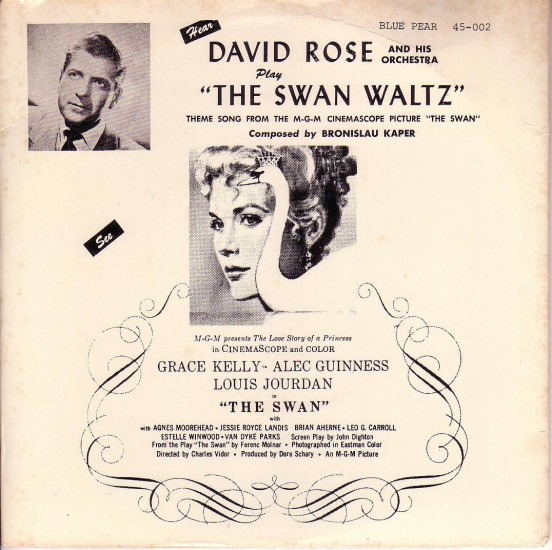 Hear
BLUE PEAR 45-002
DAVID ROSE AND HIS ORCHESTRA
Play
“THE SWAN WALTZ”
THEME SONG FROM THE M-G-M CINEMASCOPE PICTURE "THE SWAN"
Composed by BRONISLAU KAPER
See
M-G-M presents The Love Story of a Princess
in CINEMASCOPE and COLOR
GRACE KELLY · ALEC GUINNESS
LOUIS JOURDAN
in
"THE SWAN"
with
with AGNES MOOREHEAD · JESSIE ROYCE LANDIS BRIAN AHERNE · LEO G. CARROLL
ESTELLE WINWOOD · VAN DYKE PARKS Screen Play by John Dighton
From the Play "The Swan" by Ferenc Molnar · Photographed in Eastman Color
Directed by Charles Vidor · Produced by Dore Schary · An M-G-M Picture